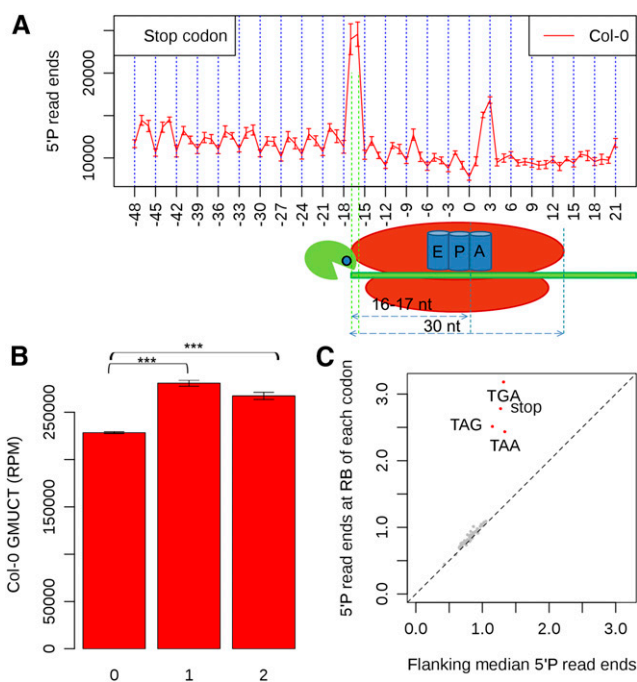 A
Stop codon
Col-0
5'P read ends
10000
20000
-48 -45 -42 -39 -36 -33 -30 -27 -24 -21 -18 -15 -12 -9 -6 -3 0 3 6 9 12 15 18 21
E P A
16-17 nt
30 nt
B
***
***
Col-0 GMUCT (RPM)
0
50000
150000
250000
0 1 2
C
5'P read ends at RB of each codon
0.0
1.0
2.0
3.0
TGA
stop
TAG
TAA
0.0 1.0 2.0 3.0
Flanking median 5'P read ends